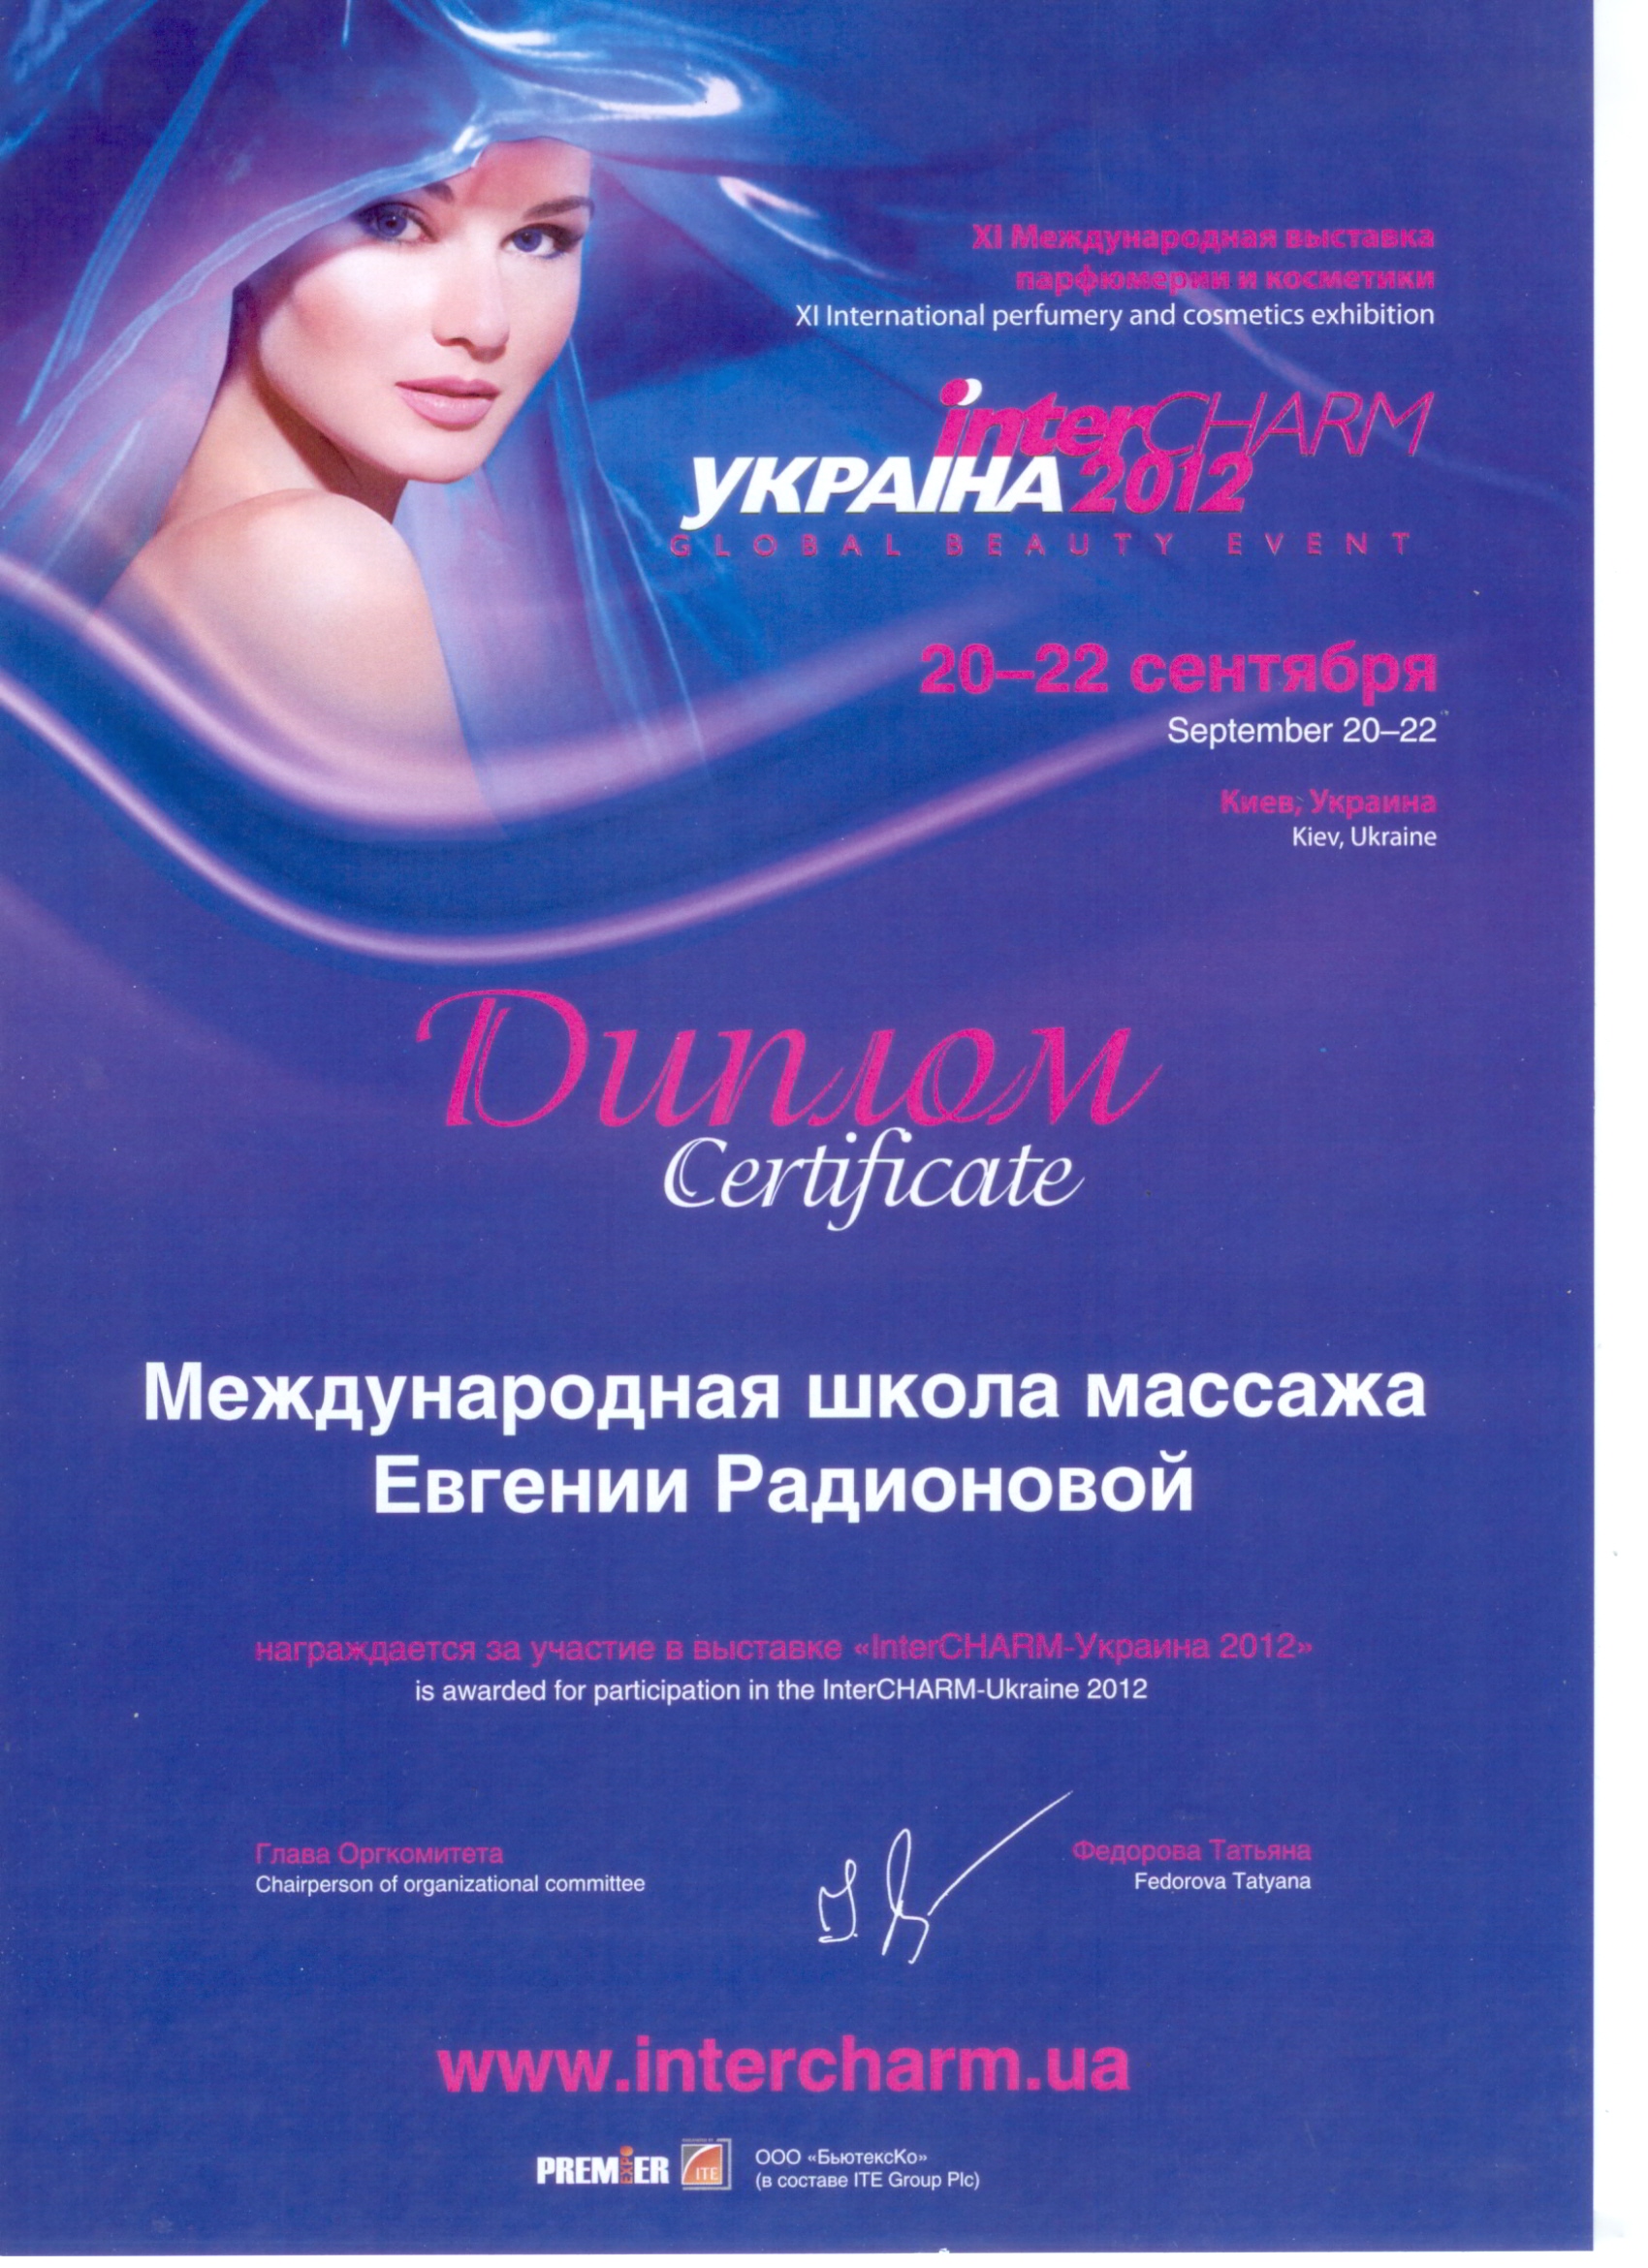 XI Международная выставка
парфюмерии и косметики
XI International perfumery and cosmetics exhibition
interCHARM
УКРАЇНА 2012
GLOBAL BEAUTY EVENT
20–22 сентября
September 20–22
Киев, Украина
Kiev, Ukraine
Диплом
Certificate
Международная школа массажа
Евгении Радионовой
награждается за участие в выставке «InterCHARM-Украина 2012»
is awarded for participation in the InterCHARM-Ukraine 2012
Глава Оргкомитета
Chairperson of organizational committee
Федорова Татьяна
Fedorova Tatyana
www.intercharm.ua
PREMIER EXPO
ITE
ООО «БьютексКо»
(в составе ITE Group Plc)